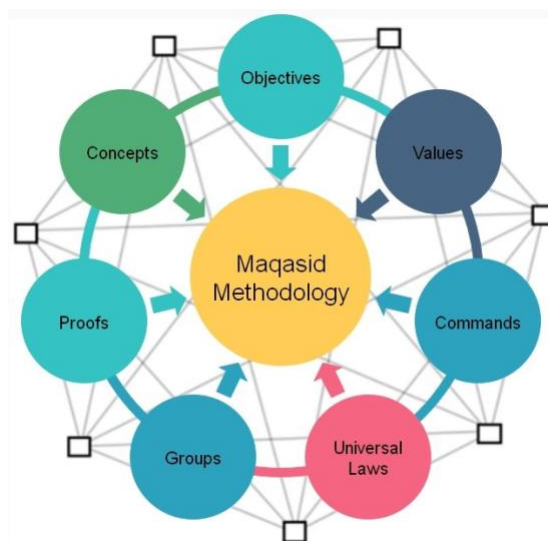 Objectives
Concepts
Values
Maqasid
Methodology
Proofs
Commands
Groups
Universal
Laws